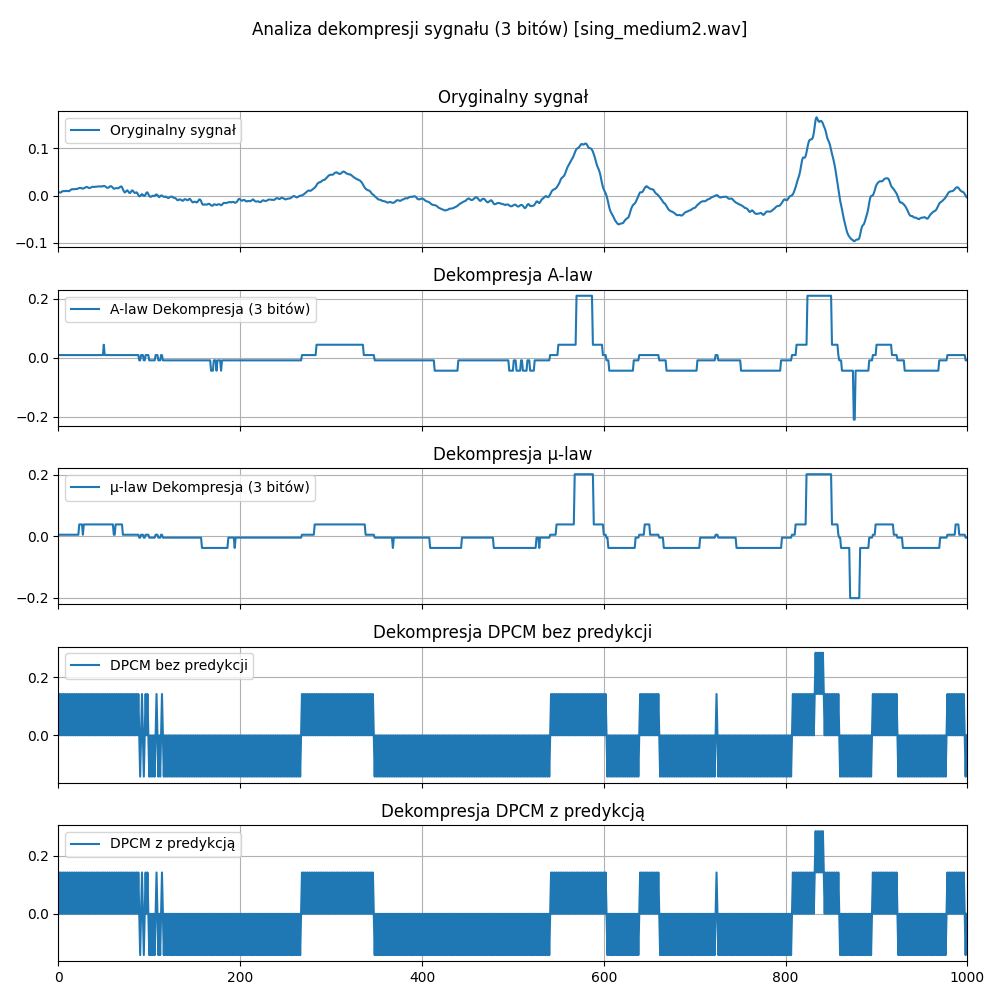 Analiza dekompresji sygnału (3 bitów) [sing_medium2.wav]
Oryginalny sygnał
Oryginalny sygnał
0.1
0.0
−0.1
Dekompresja A-law
A-law Dekompresja (3 bitów)
0.2
0.0
−0.2
Dekompresja μ-law
μ-law Dekompresja (3 bitów)
0.2
0.0
−0.2
Dekompresja DPCM bez predykcji
DPCM bez predykcji
0.2
0.0
Dekompresja DPCM z predykcją
DPCM z predykcją
0.2
0.0
0 200 400 600 800 1000